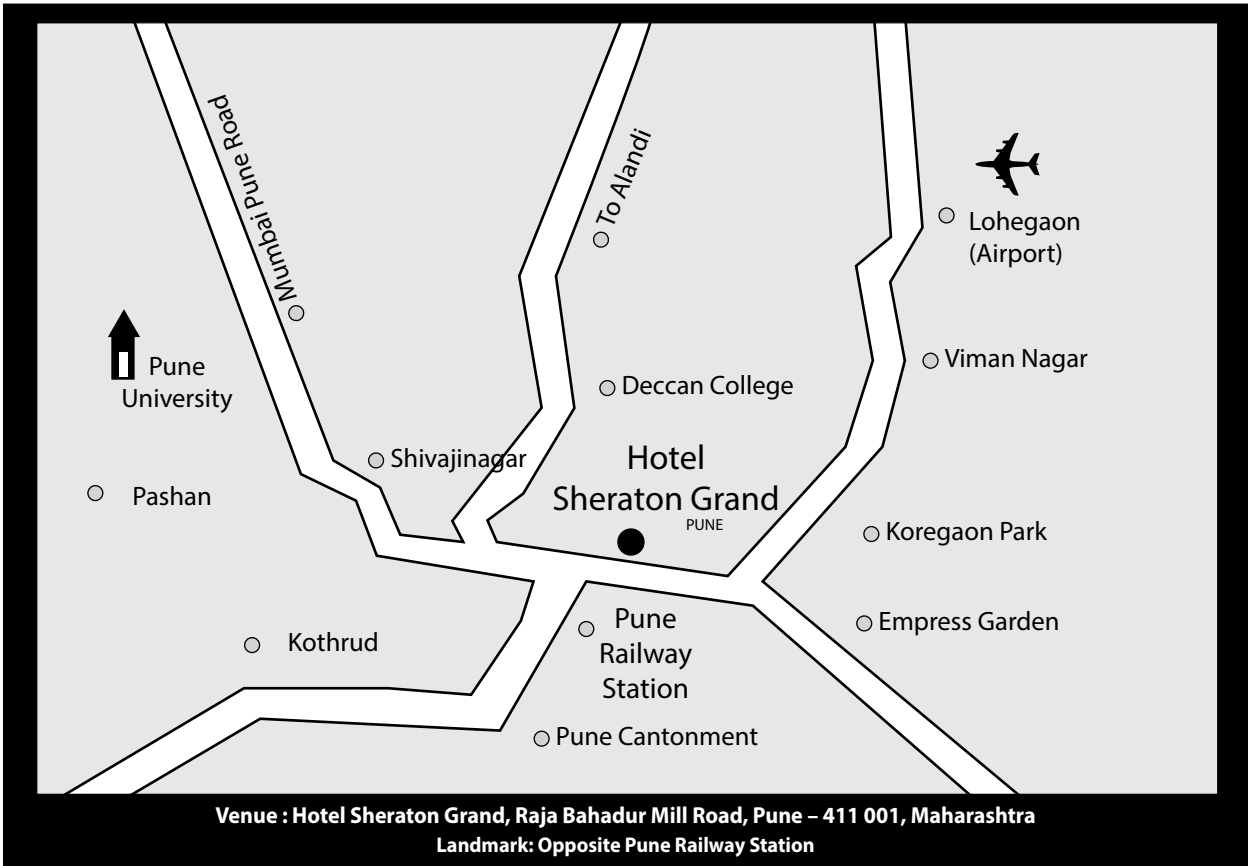 Mumbai Pune Road
To Alandi
Lohegaon
(Airport)
Pune
University
Viman Nagar
Deccan College
Shivajinagar
Hotel
Sheraton Grand
PUNE
Pashan
Koregaon Park
Empress Garden
Pune
Railway
Station
Kothrud
Pune Cantonment
Venue : Hotel Sheraton Grand, Raja Bahadur Mill Road, Pune – 411 001, Maharashtra
Landmark: Opposite Pune Railway Station